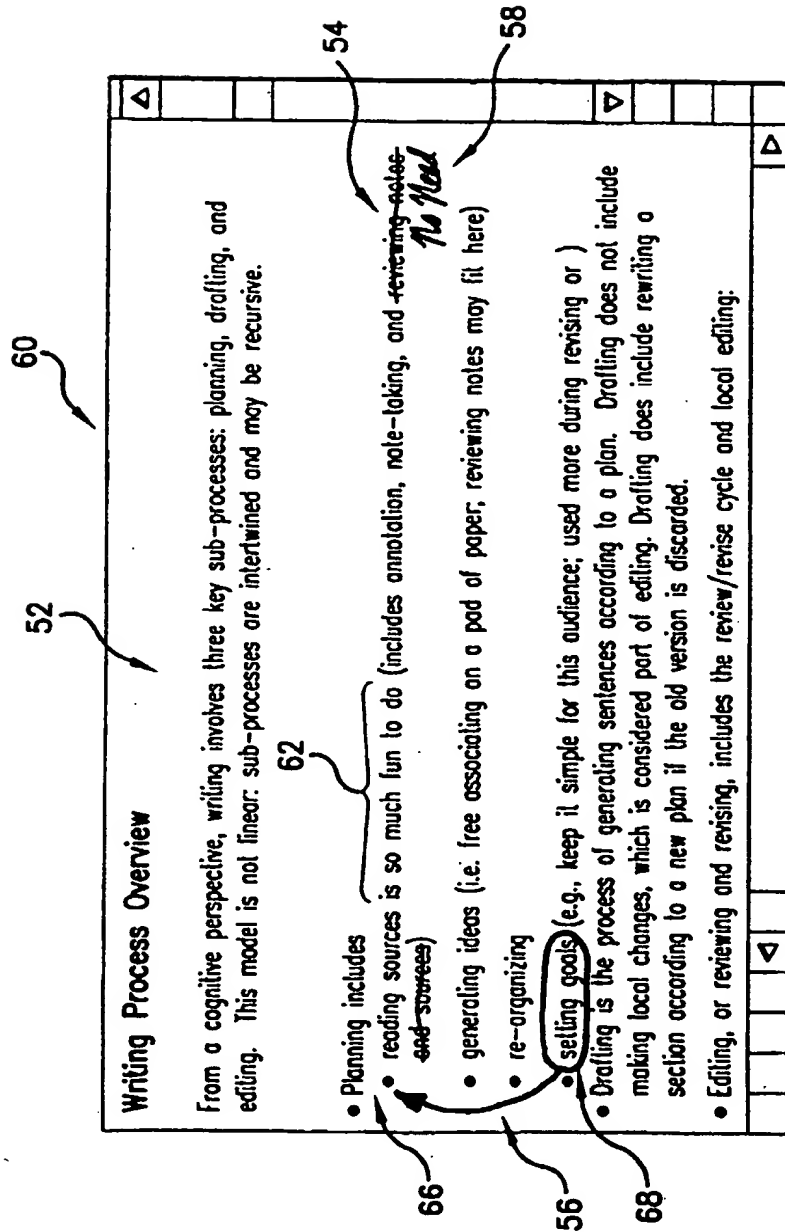 60
52
54
58
Writing Process Overview
From a cognitive perspective, writing involves three key sub-processes: planning, drafting, and
editing. This model is not linear: sub-processes are intertwined and may be recursive.
62
66
• Planning includes
• reading sources is so much fun to do (includes annotation, note-taking, and reviewing notes
No Need
and sources)
• generating ideas (i.e. free associating on a pad of paper; reviewing notes may fit here)
• re-organizing
56
• setting goals (e.g., keep it simple for this audience; used more during revising or )
68
• Drafting is the process of generating sentences according to a plan. Drafting does not include
making local changes, which is considered part of editing. Drafting does include rewriting a
section according to a new plan if the old version is discarded.
• Editing, or reviewing and revising, includes the review/revise cycle and local editing: